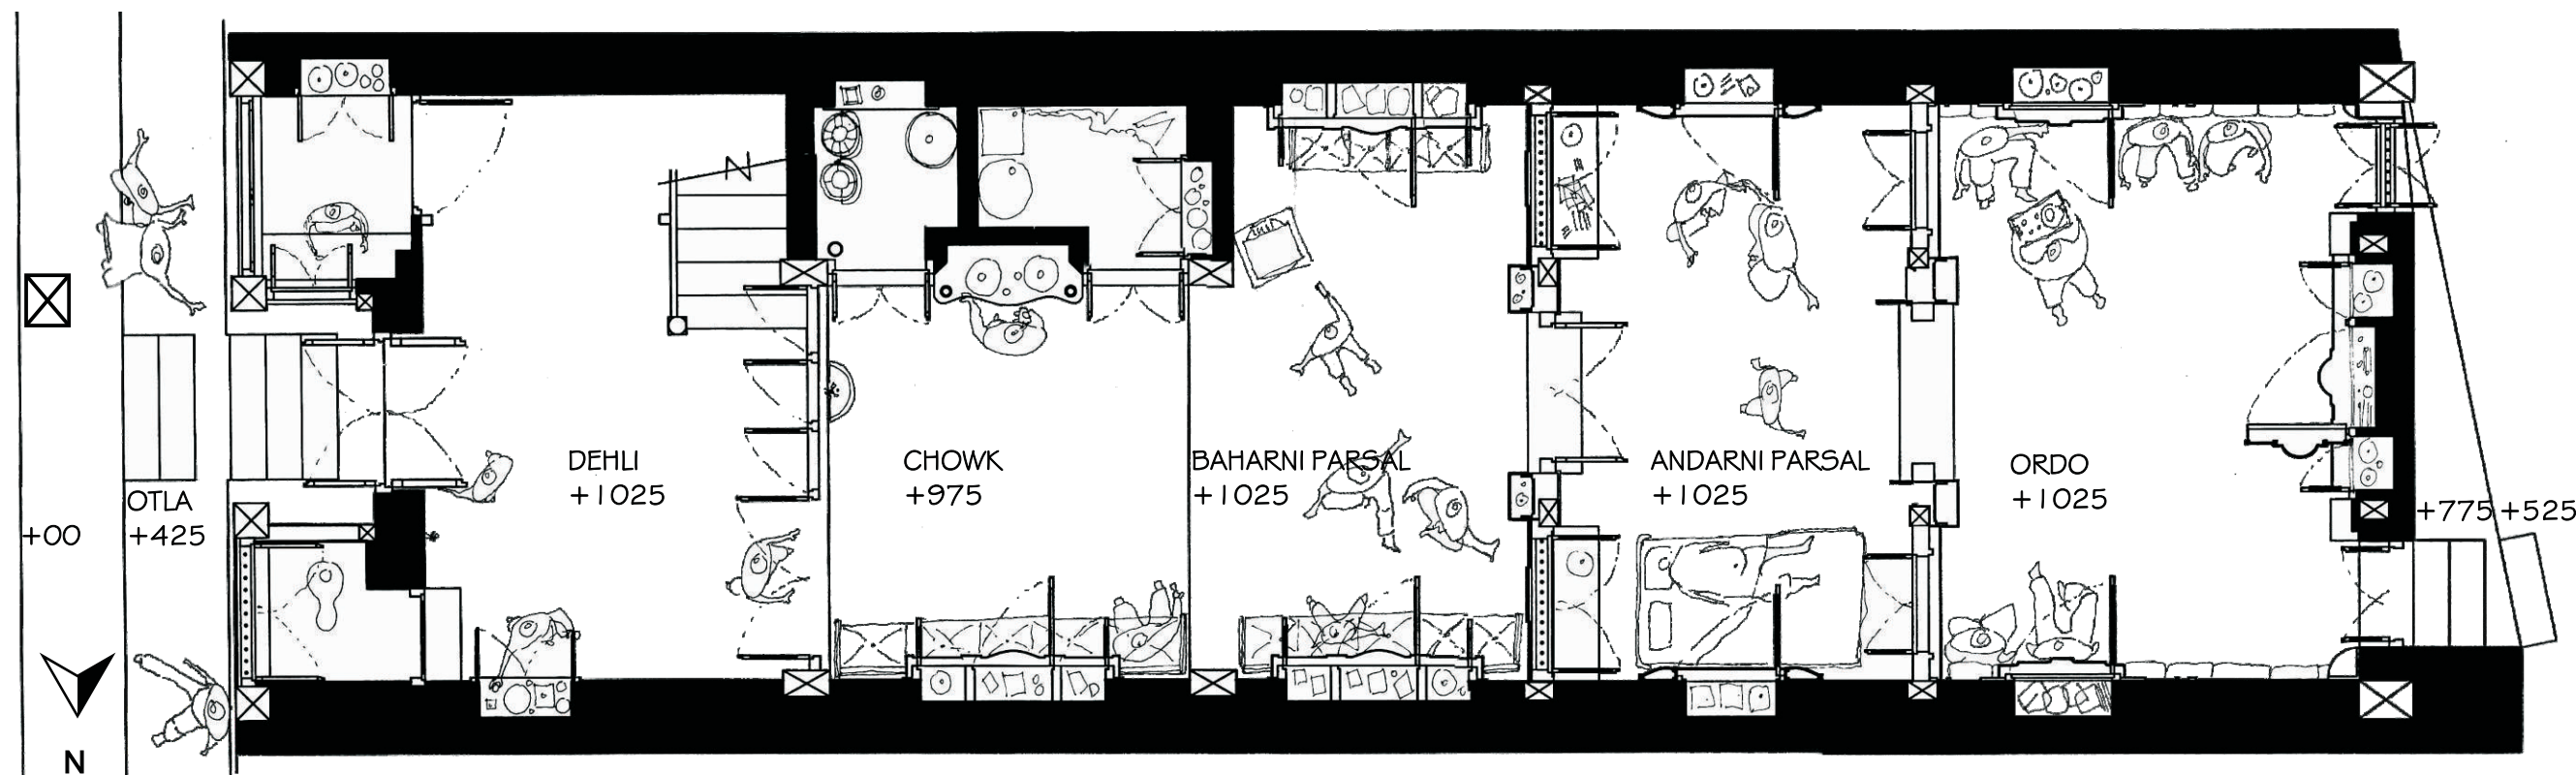 +00
OTLA
+425
DEHLI
+1025
CHOWK
+975
BAHARNI PARSAL
+1025
ANDARNI PARSAL
+1025
ORDO
+1025
+775 +525
N
N